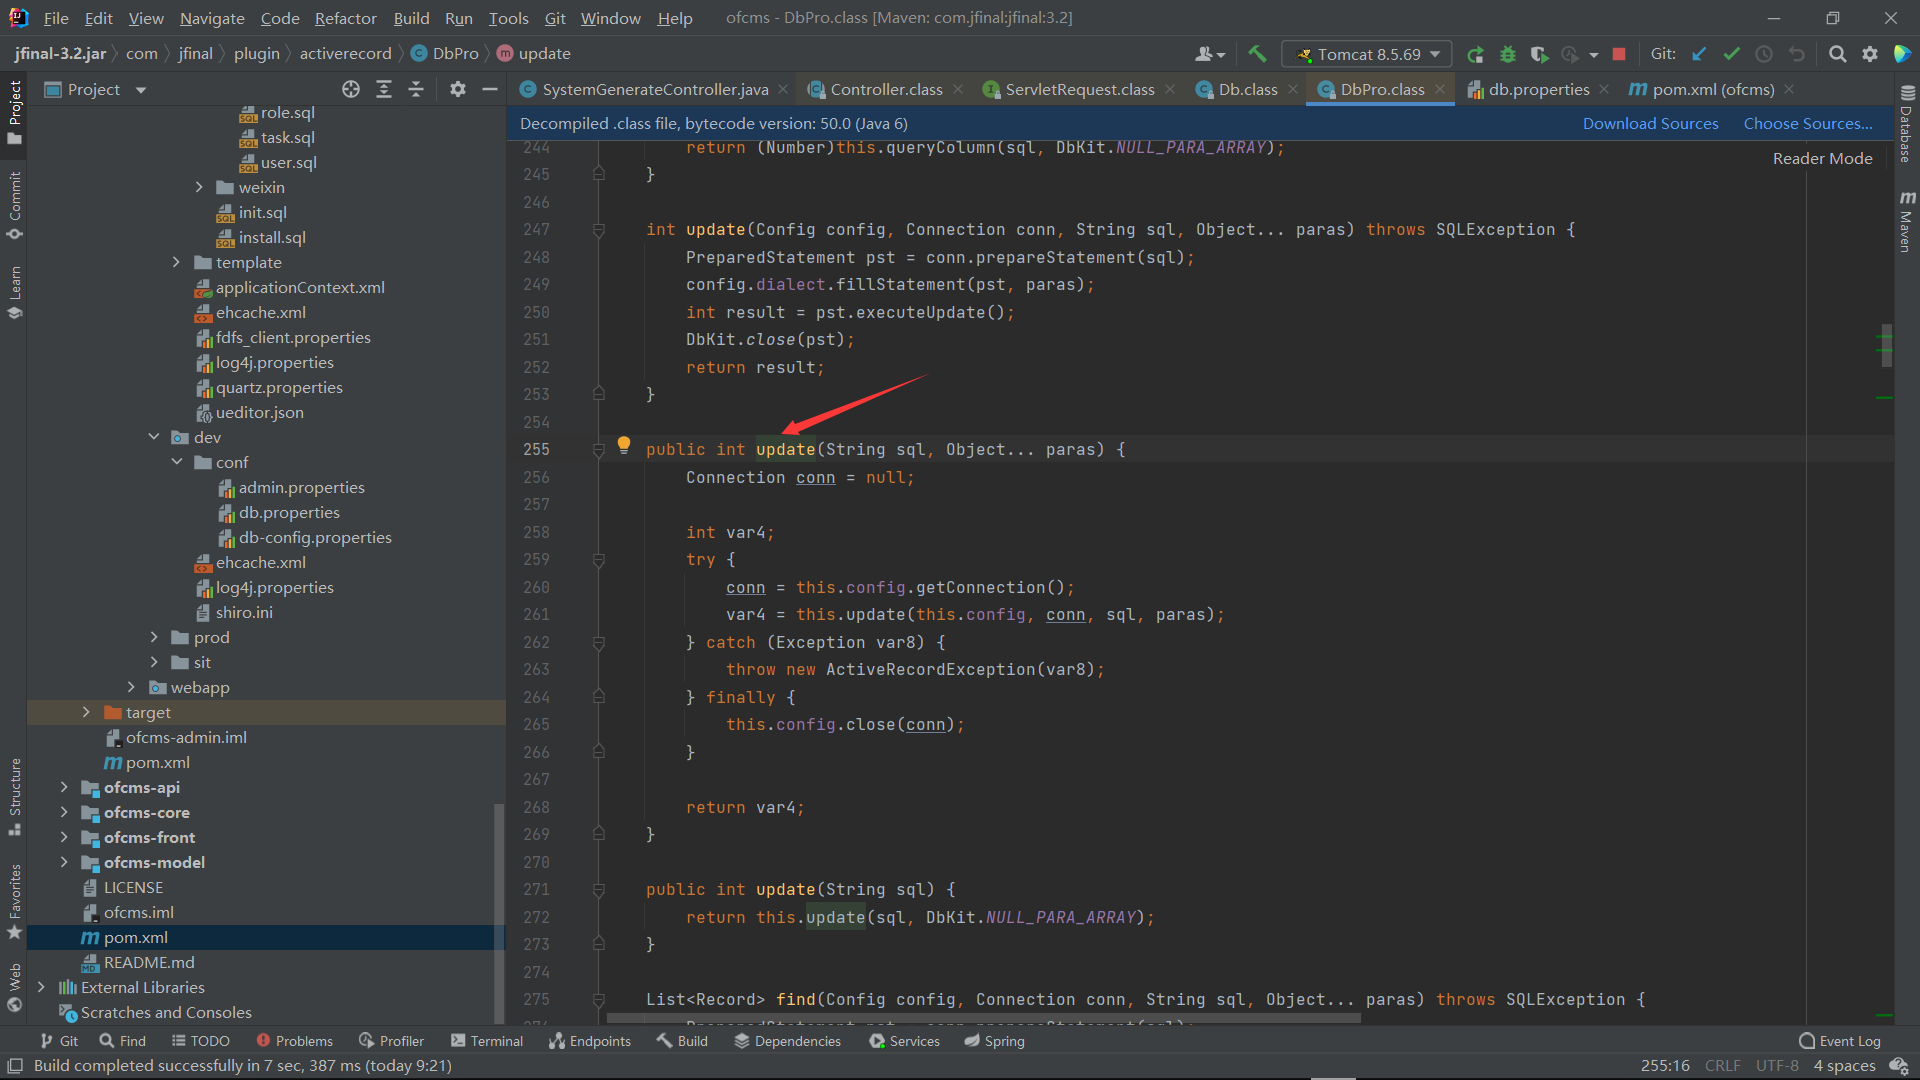 File Edit View Navigate Code Refactor Build Run Tools Git Window Help ofcms - DbPro.class [Maven: com.jfinal:jfinal:3.2]
jfinal-3.2.jar com jfinal plugin activerecord DbPro update Tomcat 8.5.69 Git:
Project SystemGenerateController.java Controller.class ServletRequest.class Db.class DbPro.class db.properties pom.xml (ofcms)
Decompiled .class file, bytecode version: 50.0 (Java 6) Download Sources Choose Sources...
Reader Mode
Project
Commit
Learn
Structure
Favorites
Web
role.sql
task.sql
user.sql
weixin
init.sql
install.sql
template
applicationContext.xml
ehcache.xml
fdfs_client.properties
log4j.properties
quartz.properties
ueditor.json
dev
conf
admin.properties
db.properties
db-config.properties
ehcache.xml
log4j.properties
shiro.ini
prod
sit
webapp
target
ofcms-admin.iml
pom.xml
ofcms-api
ofcms-core
ofcms-front
ofcms-model
LICENSE
ofcms.iml
pom.xml
README.md
External Libraries
Scratches and Consoles
244 return (Number)this.queryColumn(sql, DbKit.NULL_PARA_ARRAY);
245 }
246
247 int update(Config config, Connection conn, String sql, Object... paras) throws SQLException {
248 PreparedStatement pst = conn.prepareStatement(sql);
249 config.dialect.fillStatement(pst, paras);
250 int result = pst.executeUpdate();
251 DbKit.close(pst);
252 return result;
253 }
254
255 public int update(String sql, Object... paras) {
256 Connection conn = null;
257
258 int var4;
259 try {
260 conn = this.config.getConnection();
261 var4 = this.update(this.config, conn, sql, paras);
262 } catch (Exception var8) {
263 throw new ActiveRecordException(var8);
264 } finally {
265 this.config.close(conn);
266 }
267
268 return var4;
269 }
270
271 public int update(String sql) {
272 return this.update(sql, DbKit.NULL_PARA_ARRAY);
273 }
274
275 List<Record> find(Config config, Connection conn, String sql, Object... paras) throws SQLException {
Database
Maven
Git Find TODO Problems Profiler Terminal Endpoints Build Dependencies Services Spring Event Log
Build completed successfully in 7 sec, 387 ms (today 9:21) 255:16 CRLF UTF-8 4 spaces